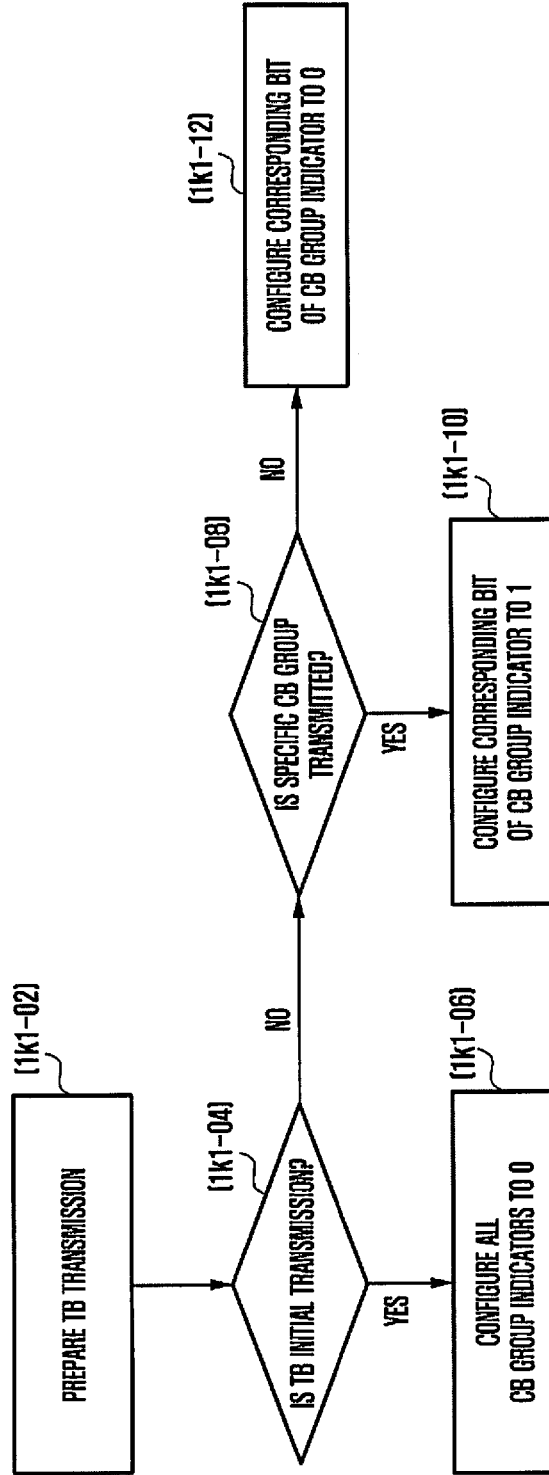 (1k1-02)
PREPARE TB TRANSMISSION
(1k1-04)
IS TB INITIAL TRANSMISSION?
NO
YES
(1k1-06)
CONFIGURE ALL
CB GROUP INDICATORS TO 0
(1k1-08)
IS SPECIFIC CB GROUP
TRANSMITTED?
NO
YES
(1k1-10)
CONFIGURE CORRESPONDING BIT
OF CB GROUP INDICATOR TO 1
(1k1-12)
CONFIGURE CORRESPONDING BIT
OF CB GROUP INDICATOR TO 0